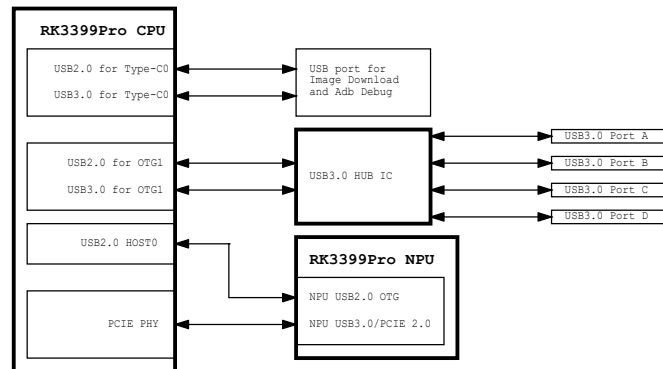 RK3399Pro CPU
USB2.0 for Type-C0
USB3.0 for Type-C0
USB port for
Image Download
and Adb Debug
USB2.0 for OTG1
USB3.0 for OTG1
USB3.0 HUB IC
USB3.0 Port A
USB3.0 Port B
USB3.0 Port C
USB3.0 Port D
USB2.0 HOST0
RK3399Pro NPU
NPU USB2.0 OTG
PCIE PHY
NPU USB3.0/PCIE 2.0